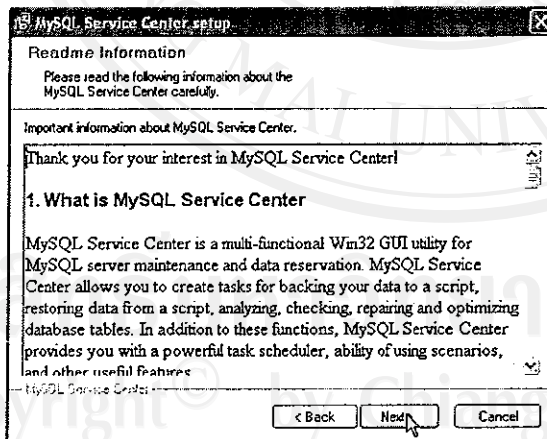 MySQL Service Center setup
Readme Information
Please read the following information about the
MySQL Service Center carefully.
Important information about MySQL Service Center.
Thank you for your interest in MySQL Service Center!
1. What is MySQL Service Center
MySQL Service Center is a multi-functional Win32 GUI utility for
MySQL server maintenance and data reservation. MySQL Service
Center allows you to create tasks for backing your data to a script,
restoring data from a script, analyzing, checking, repairing and optimizing
database tables. In addition to these functions, MySQL Service Center
provides you with a powerful task scheduler, ability of using scenarios,
and other useful features
MySQL Service Center
< Back
Next
Cancel
by Chiang